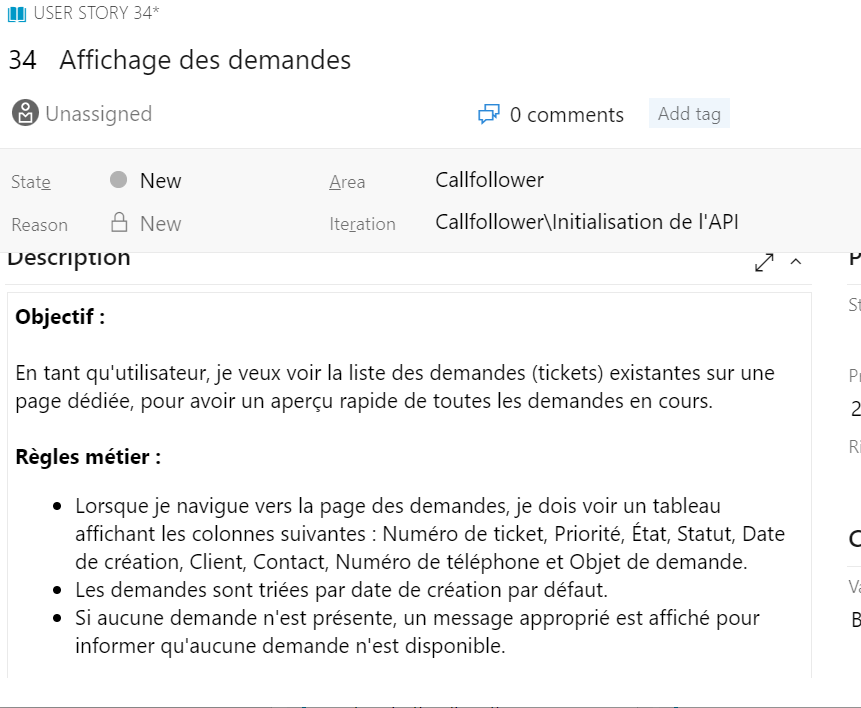 USER STORY 34*
34 Affichage des demandes
Unassigned
0 comments
Add tag
State New Area Callfollower
Reason New Iteration Callfollower\Initialisation de l'API
Description
Objectif :
En tant qu'utilisateur, je veux voir la liste des demandes (tickets) existantes sur une
page dédiée, pour avoir un aperçu rapide de toutes les demandes en cours.
Règles métier :
• Lorsque je navigue vers la page des demandes, je dois voir un tableau
affichant les colonnes suivantes : Numéro de ticket, Priorité, État, Statut, Date
de création, Client, Contact, Numéro de téléphone et Objet de demande.
• Les demandes sont triées par date de création par défaut.
• Si aucune demande n'est présente, un message approprié est affiché pour
informer qu'aucune demande n'est disponible.